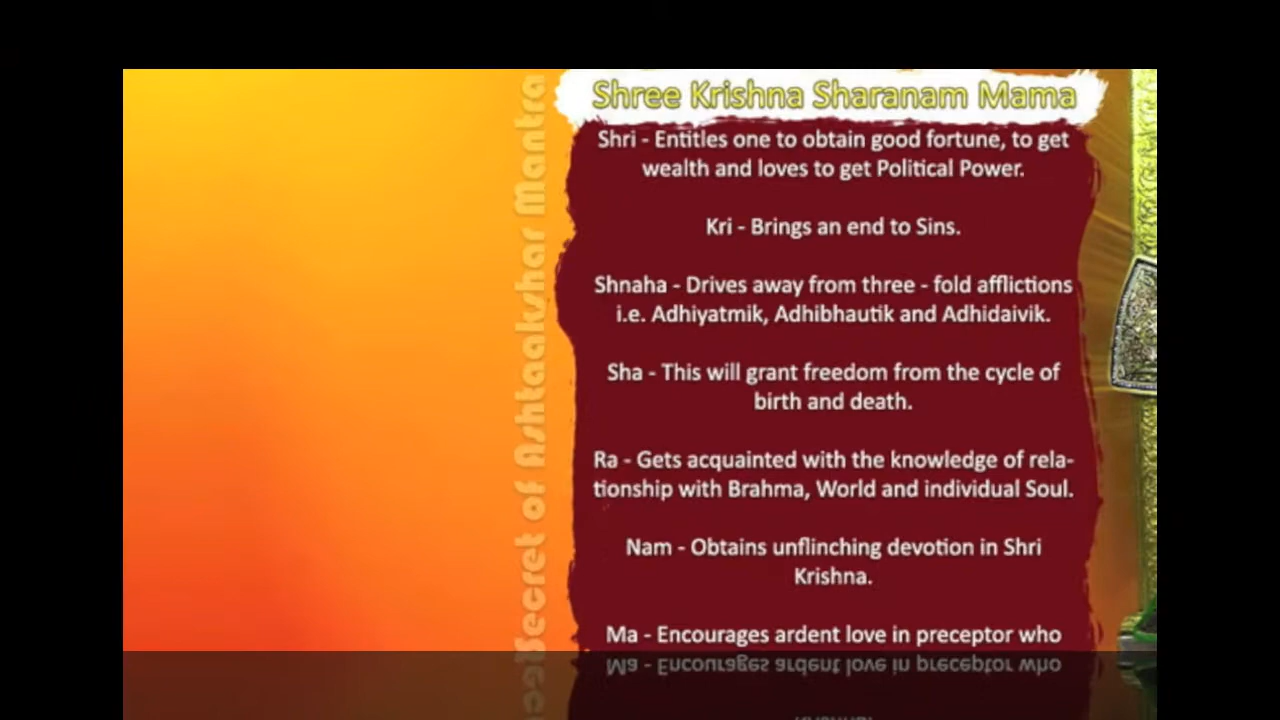 Shree Krishna Sharanam Mama
Shri - Entitles one to obtain good fortune, to get
wealth and loves to get Political Power.
Kri - Brings an end to Sins.
Shnaha - Drives away from three - fold afflictions
i.e. Adhiyatmik, Adhibhautik and Adhidaivik.
Sha - This will grant freedom from the cycle of
birth and death.
Ra - Gets acquainted with the knowledge of rela-
tionship with Brahma, World and individual Soul.
Nam - Obtains unflinching devotion in Shri
Krishna.
Ma - Encourages ardent love in preceptor who
Secret of Ashtaakshar Mantra